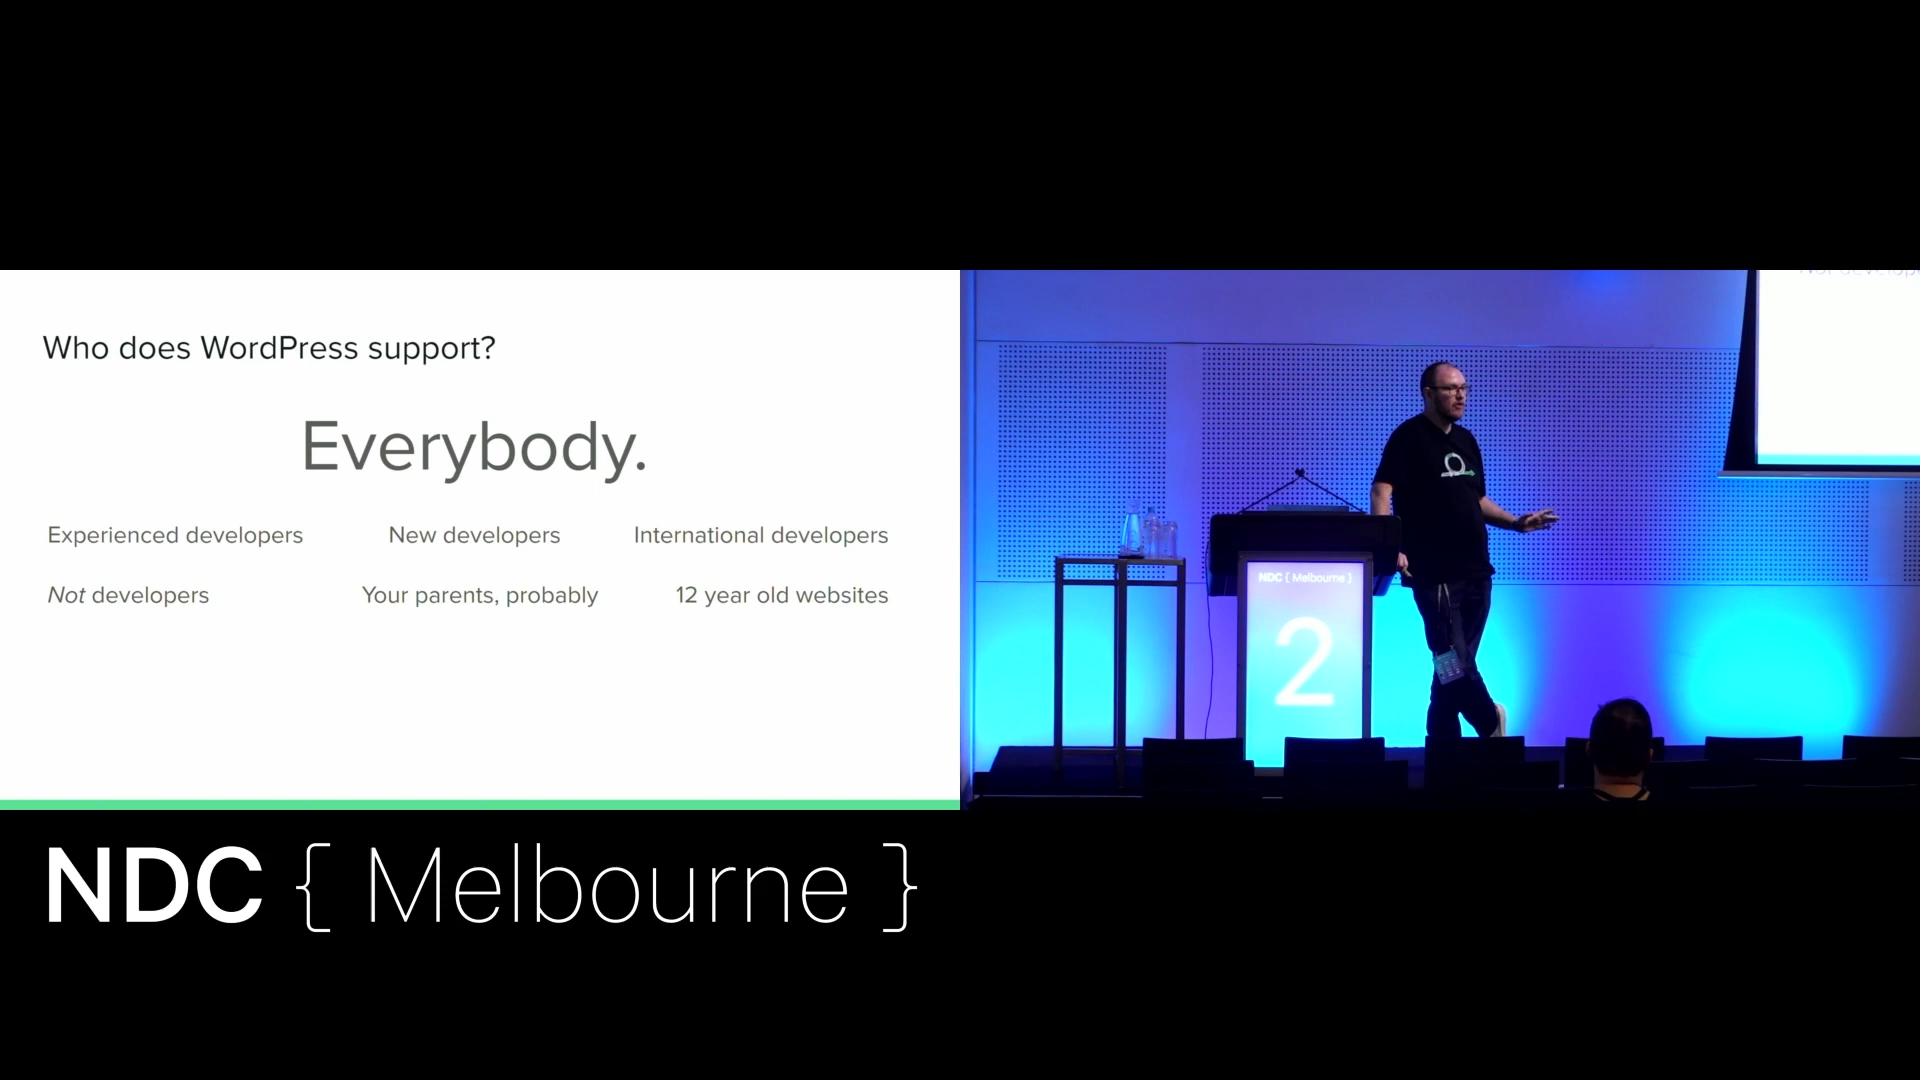 Who does WordPress support?
Everybody.
Experienced developers
New developers
International developers
Not developers
Your parents, probably
12 year old websites
NDC { Melbourne }
2
NDC { Melbourne }